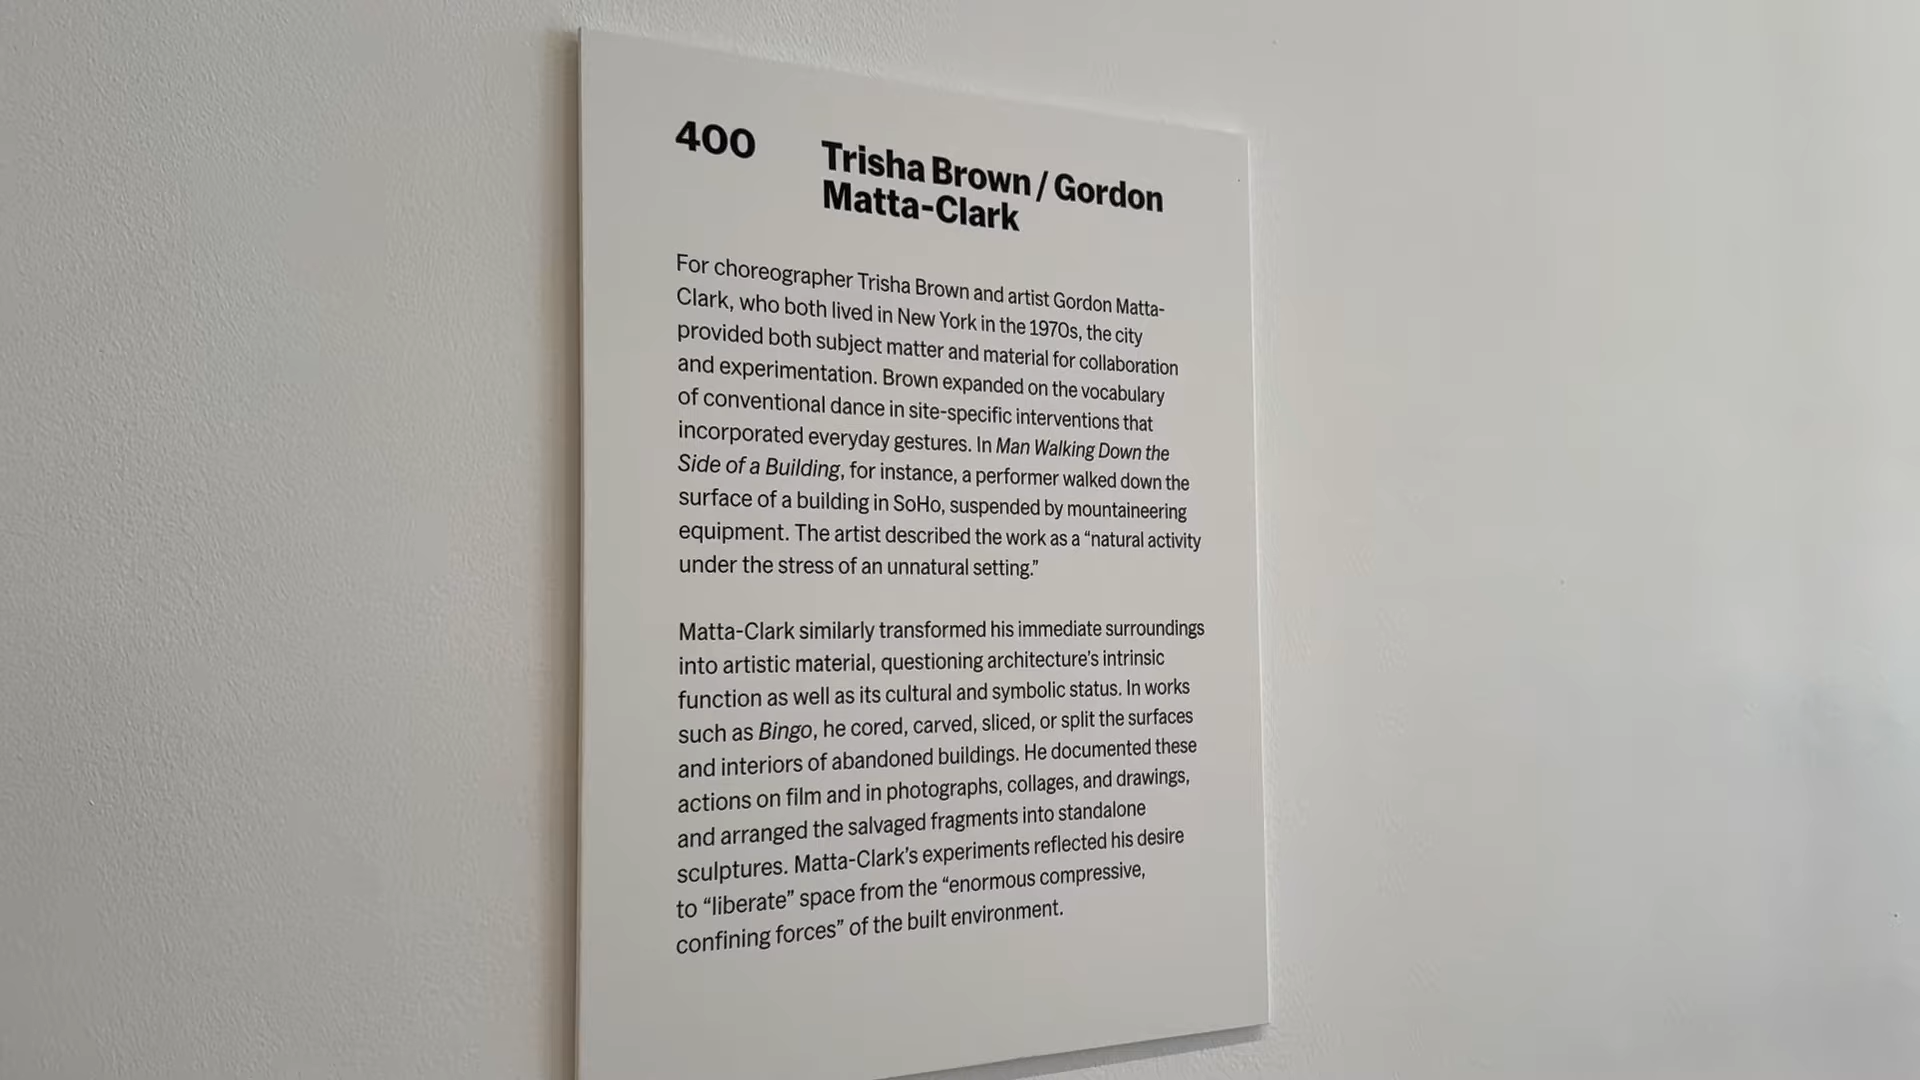 400
Trisha Brown / Gordon
Matta-Clark
For choreographer Trisha Brown and artist Gordon Matta-
Clark, who both lived in New York in the 1970s, the city
provided both subject matter and material for collaboration
and experimentation. Brown expanded on the vocabulary
of conventional dance in site-specific interventions that
incorporated everyday gestures. In Man Walking Down the
Side of a Building, for instance, a performer walked down the
surface of a building in SoHo, suspended by mountaineering
equipment. The artist described the work as a “natural activity
under the stress of an unnatural setting.”
Matta-Clark similarly transformed his immediate surroundings
into artistic material, questioning architecture’s intrinsic
function as well as its cultural and symbolic status. In works
such as Bingo, he cored, carved, sliced, or split the surfaces
and interiors of abandoned buildings. He documented these
actions on film and in photographs, collages, and drawings,
and arranged the salvaged fragments into standalone
sculptures. Matta-Clark’s experiments reflected his desire
to “liberate” space from the “enormous compressive,
confining forces” of the built environment.